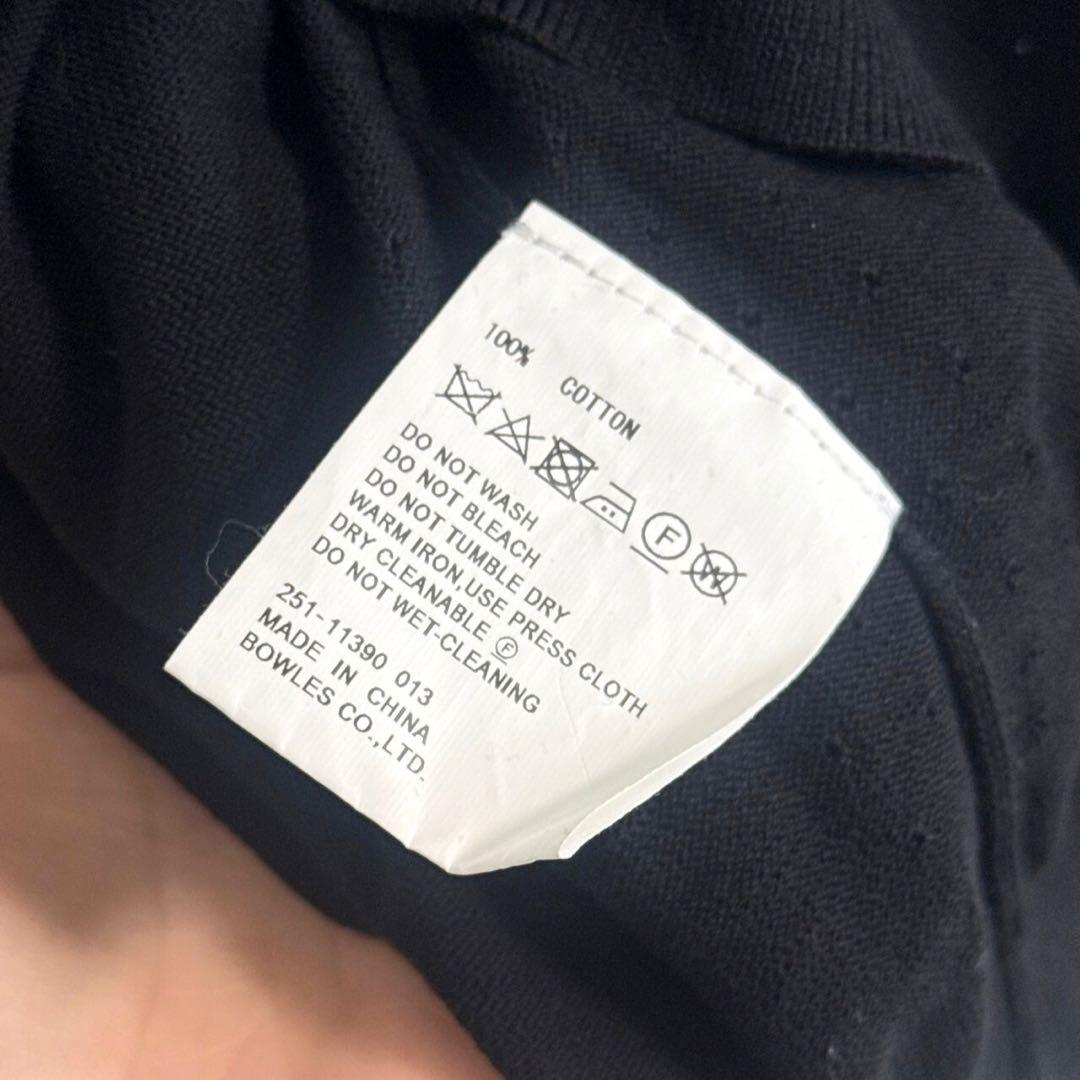 100% COTTON
F W
DO NOT WASH
DO NOT BLEACH
DO NOT TUMBLE DRY
WARM IRON.USE PRESS CLOTH
DRY CLEANABLE Ⓕ
DO NOT WET-CLEANING
251-11390 013
MADE IN CHINA
BOWLES CO.,LTD.